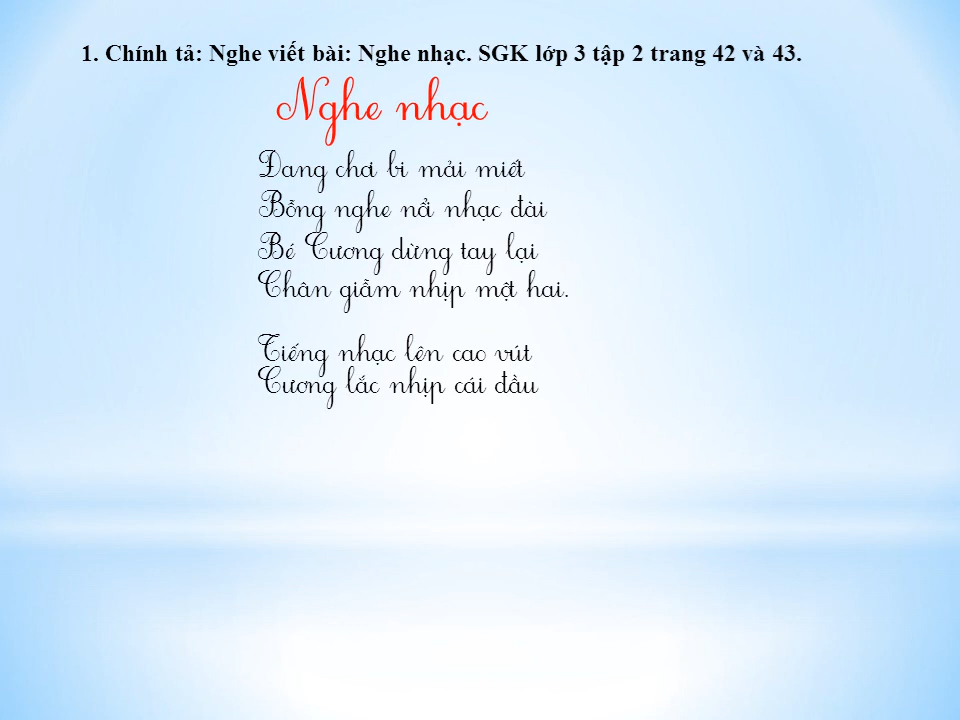 1. Chính tả: Nghe viết bài: Nghe nhạc. SGK lớp 3 tập 2 trang 42 và 43.
Nghe nhạc
Đang chơi bi mải miết
Bỗng nghe nổi nhạc đài
Bé Cương dừng tay lại
Chân giẫm nhịp một hai.
Tiếng nhạc lên cao vút
Cương lắc nhịp cái đầu